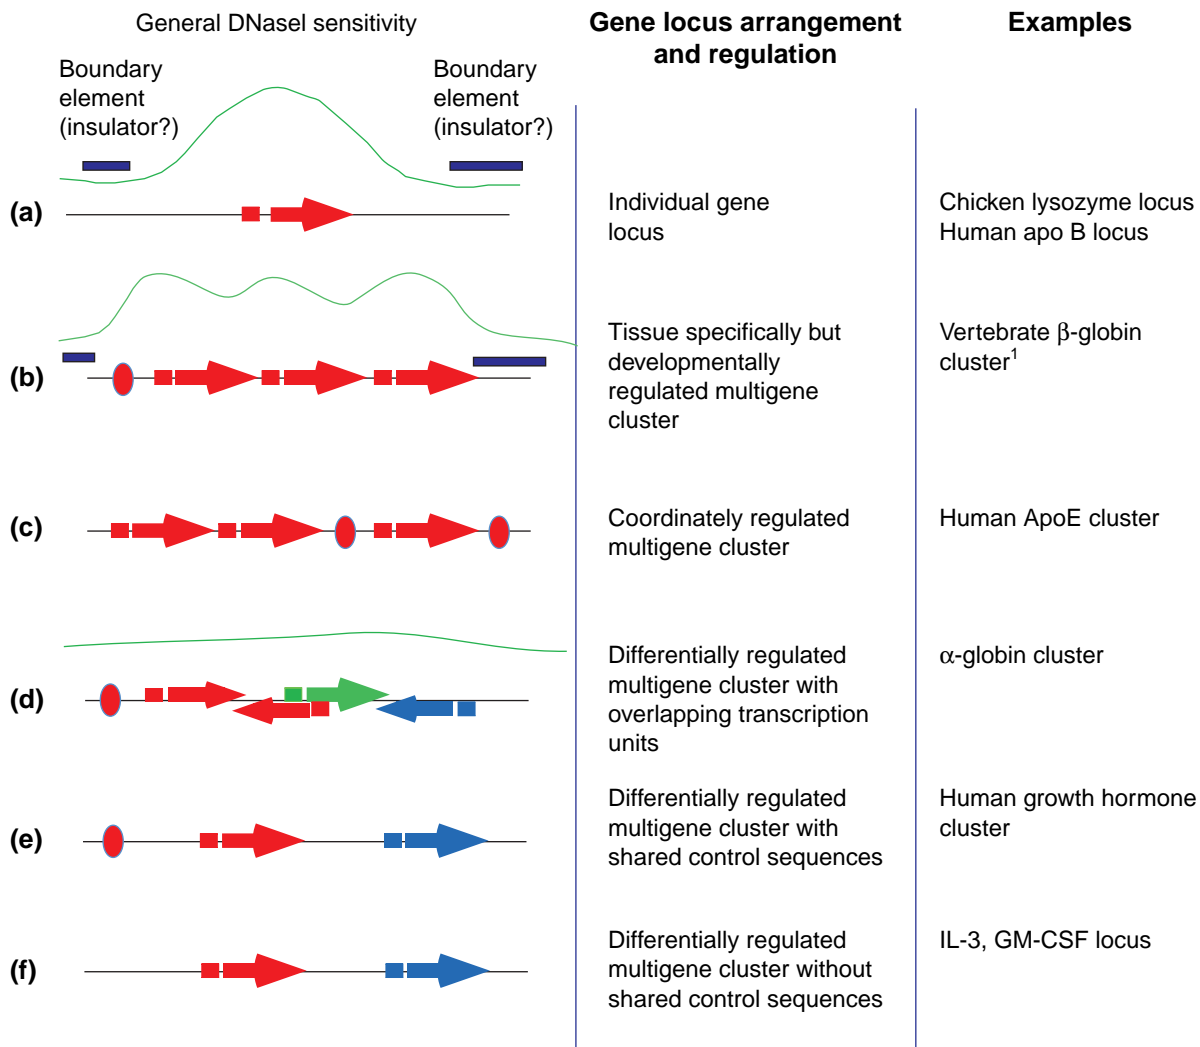 General DNaseI sensitivity
Gene locus arrangement
and regulation
Examples
Boundary
element
(insulator?)
Boundary
element
(insulator?)
(a)
Individual gene
locus
Chicken lysozyme locus
Human apo B locus
(b)
Tissue specifically but
developmentally
regulated multigene
cluster
Vertebrate β-globin
cluster1
(c)
Coordinately regulated
multigene cluster
Human ApoE cluster
(d)
Differentially regulated
multigene cluster with
overlapping transcription
units
α-globin cluster
(e)
Differentially regulated
multigene cluster with
shared control sequences
Human growth hormone
cluster
(f)
Differentially regulated
multigene cluster without
shared control sequences
IL-3, GM-CSF locus